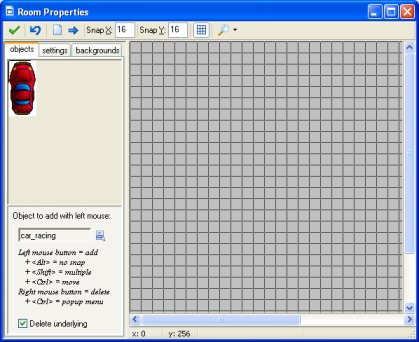 Room Properties
Snap X: 16 Snap Y: 16
objects settings backgrounds
Object to add with left mouse:
car_racing
Left mouse button = add
+ <Alt> = no snap
+ <Shift> = multiple
+ <Ctrl> = move
Right mouse button = delete
+ <Ctrl> = popup menu
Delete underlying
x: 0 y: 256